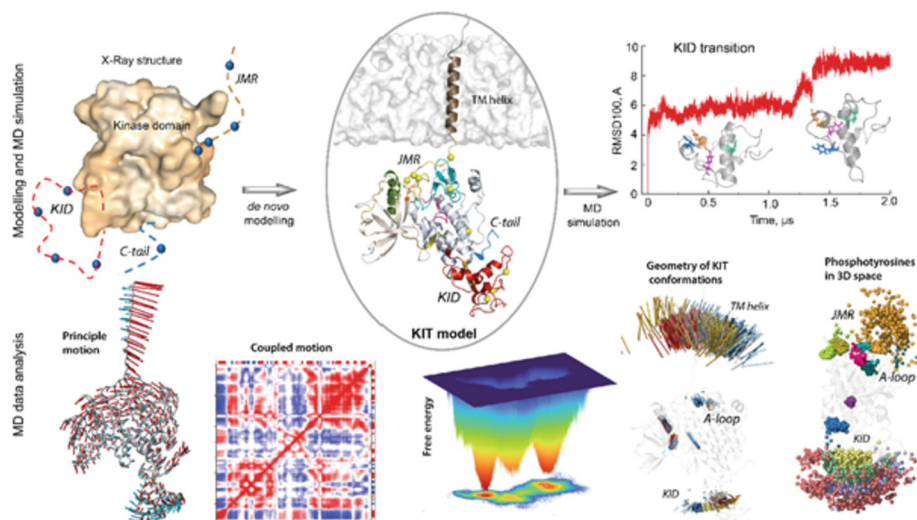 Modelling and MD simulation
X-Ray structure
JMR
Kinase domain
KID
C-tail
de novo
modelling
TM helix
JMR
C-tail
KID
KIT model
MD
simulation
KID transition
RMSD100, A
10
8
6
4
2
0
0
0.5
1.0
1.5
2.0
Time, µs
MD data analysis
Principle
motion
Coupled motion
Free energy
Geometry of KIT
conformations
TM helix
A-loop
KID
Phosphotyrosines
in 3D space
JMR
A-loop
KID